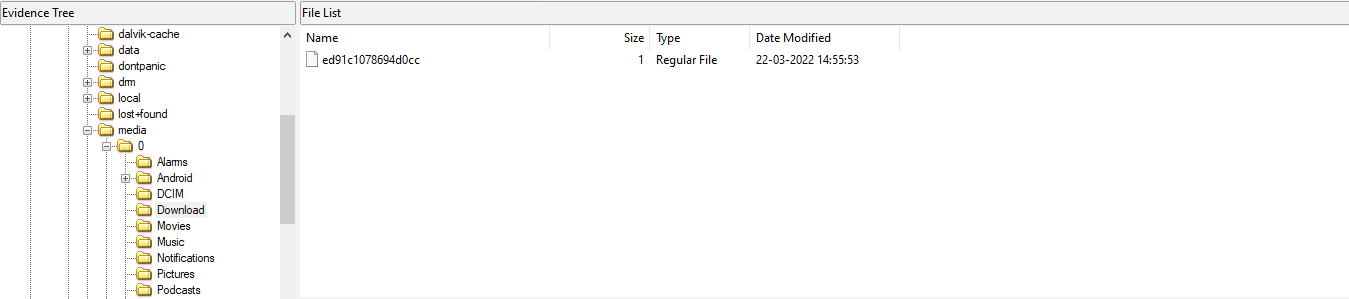 Evidence Tree
dalvik-cache
data
dontpanic
drm
local
lost+found
media
0
Alarms
Android
DCIM
Download
Movies
Music
Notifications
Pictures
Podcasts
File List
Name Size Type Date Modified
ed91c1078694d0cc 1 Regular File 22-03-2022 14:55:53